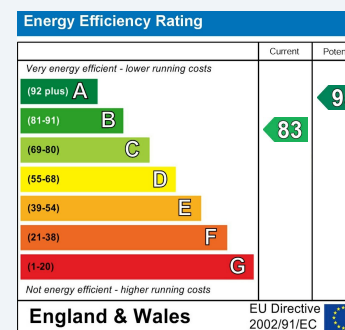 Energy Efficiency Rating
Current
Very energy efficient - lower running costs
(92 plus) A
(81-91) B
83
(69-80) C
(55-68) D
(39-54) E
(21-38) F
(1-20) G
Not energy efficient - higher running costs
England & Wales
EU Directive
2002/91/EC